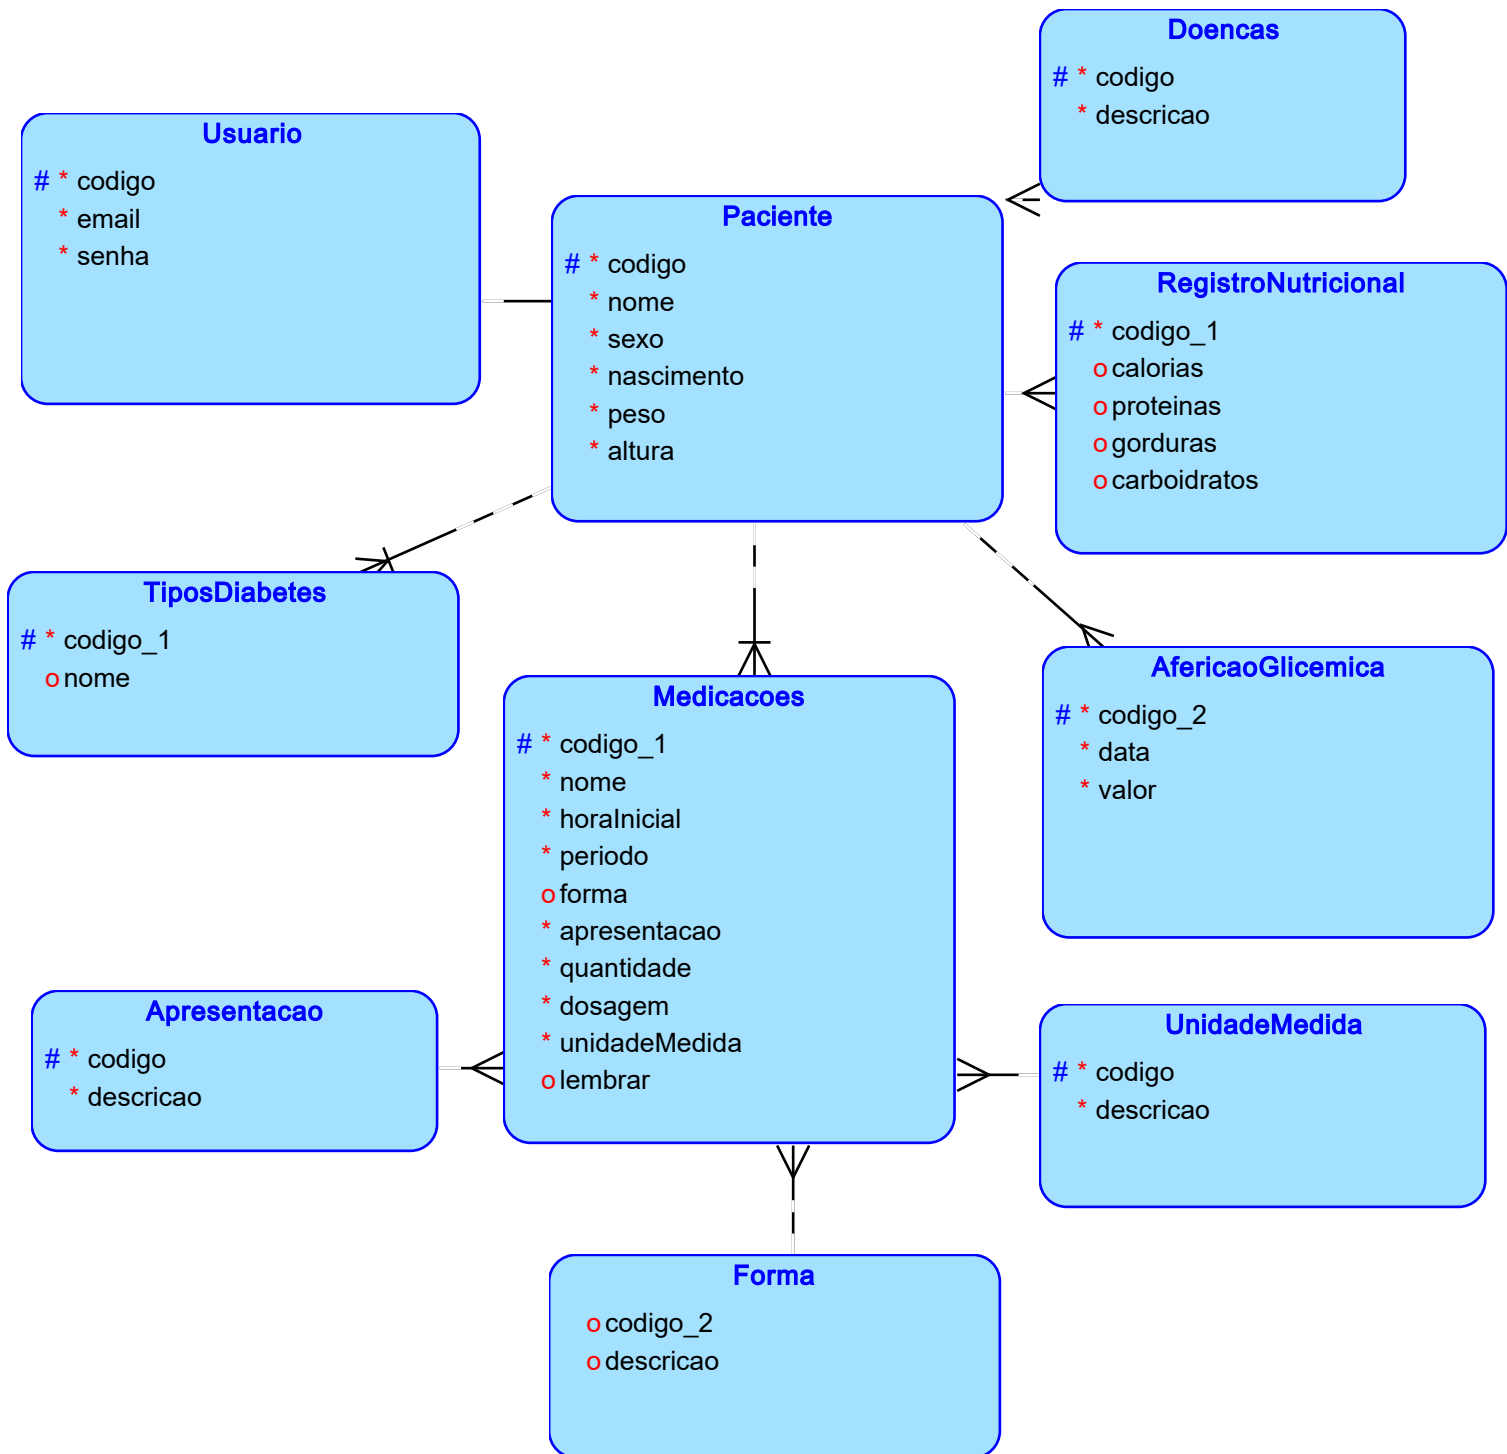 Doencas
# * codigo
* descricao
Usuario
# * codigo
* email
* senha
Paciente
# * codigo
* nome
* sexo
* nascimento
* peso
* altura
RegistroNutricional
# * codigo_1
o calorias
o proteinas
o gorduras
o carboidratos
TiposDiabetes
# * codigo_1
o nome
Medicacoes
# * codigo_1
* nome
* horaInicial
* periodo
o forma
* apresentacao
* quantidade
* dosagem
* unidadeMedida
o lembrar
AfericaoGlicemica
# * codigo_2
* data
* valor
Apresentacao
# * codigo
* descricao
UnidadeMedida
# * codigo
* descricao
Forma
o codigo_2
o descricao